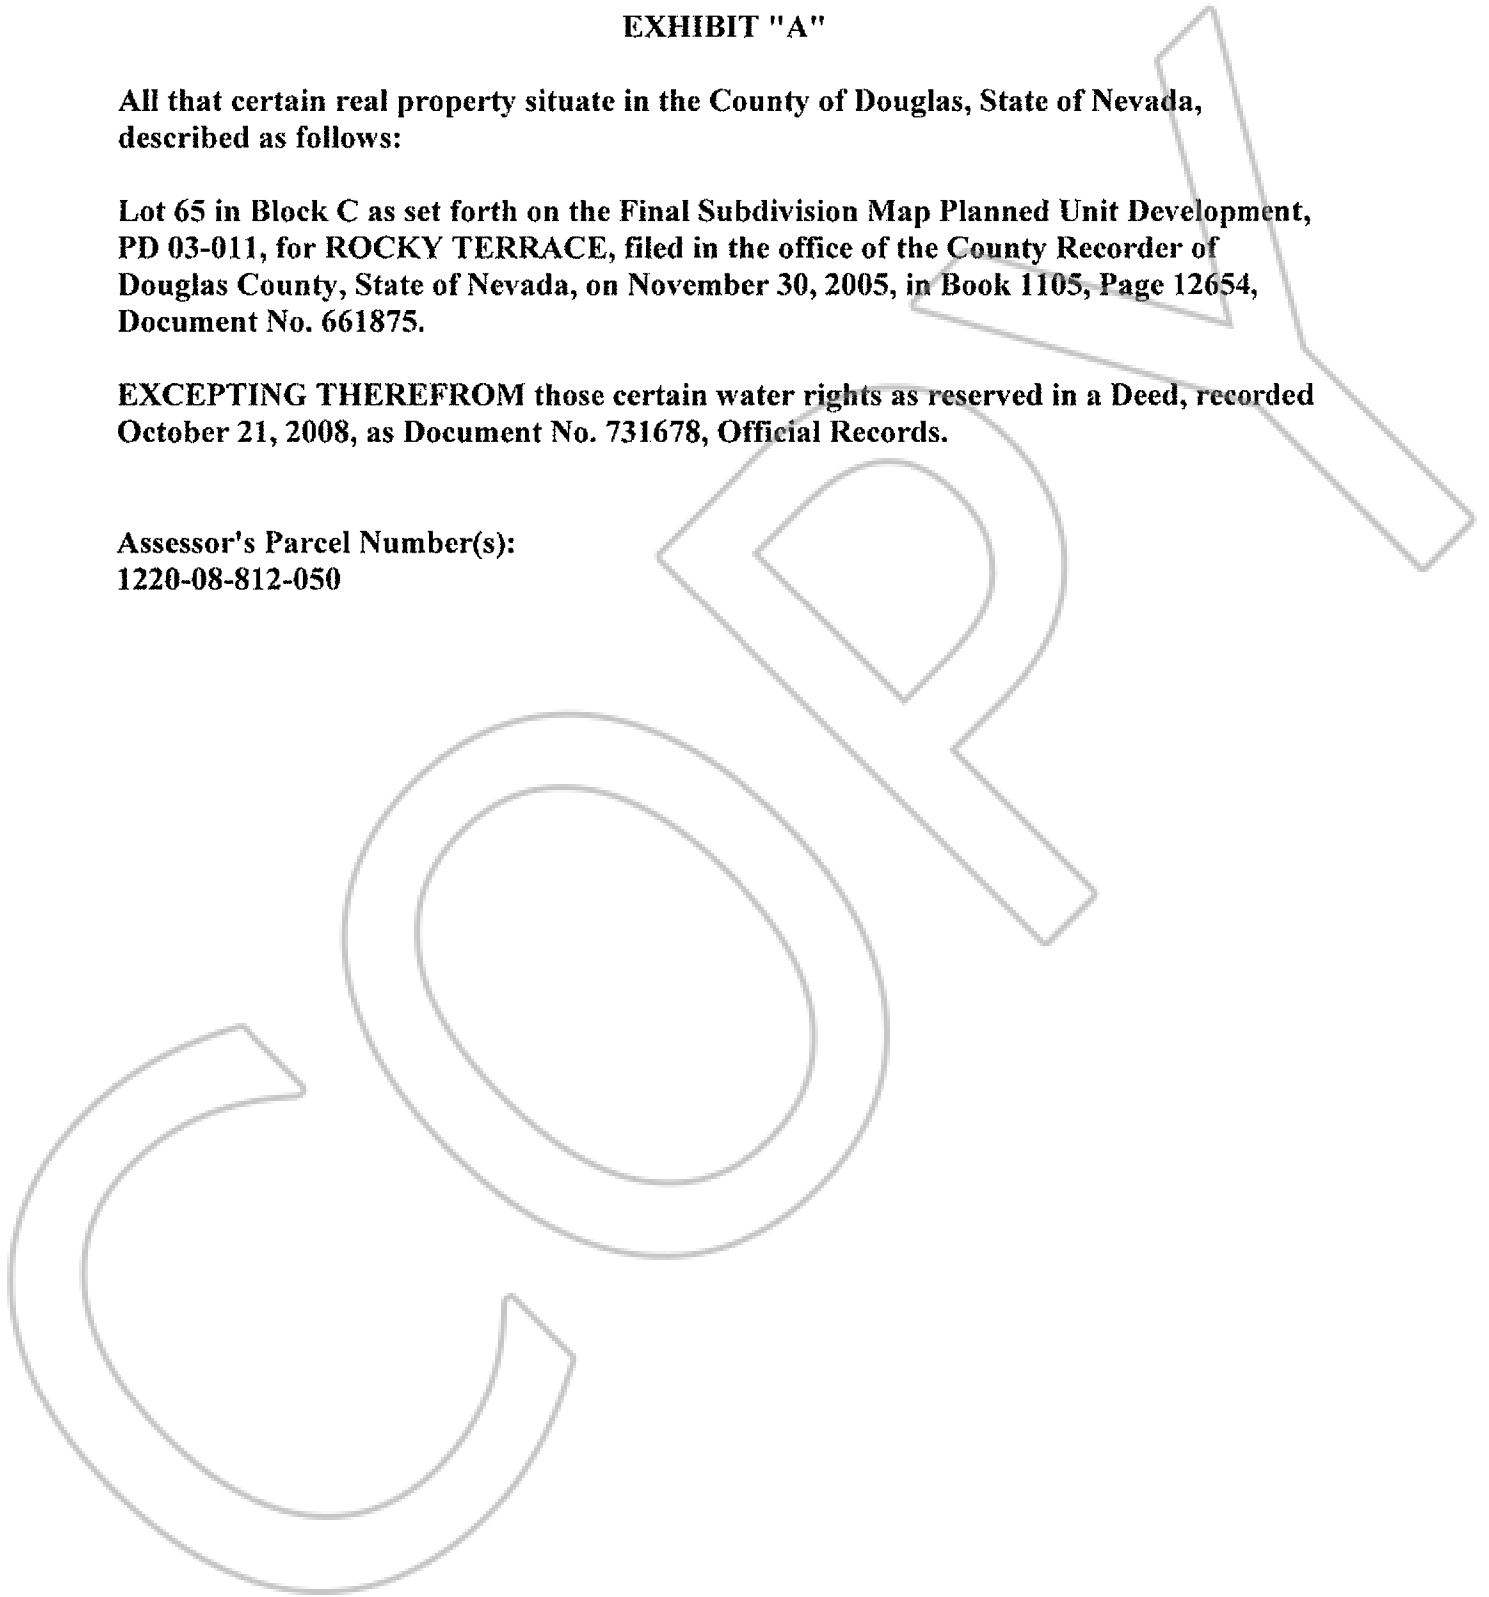 EXHIBIT "A"
All that certain real property situate in the County of Douglas, State of Nevada,
described as follows:
Lot 65 in Block C as set forth on the Final Subdivision Map Planned Unit Development,
PD 03-011, for ROCKY TERRACE, filed in the office of the County Recorder of
Douglas County, State of Nevada, on November 30, 2005, in Book 1105, Page 12654,
Document No. 661875.
EXCEPTING THEREFROM those certain water rights as reserved in a Deed, recorded
October 21, 2008, as Document No. 731678, Official Records.
Assessor's Parcel Number(s):
1220-08-812-050
COPY